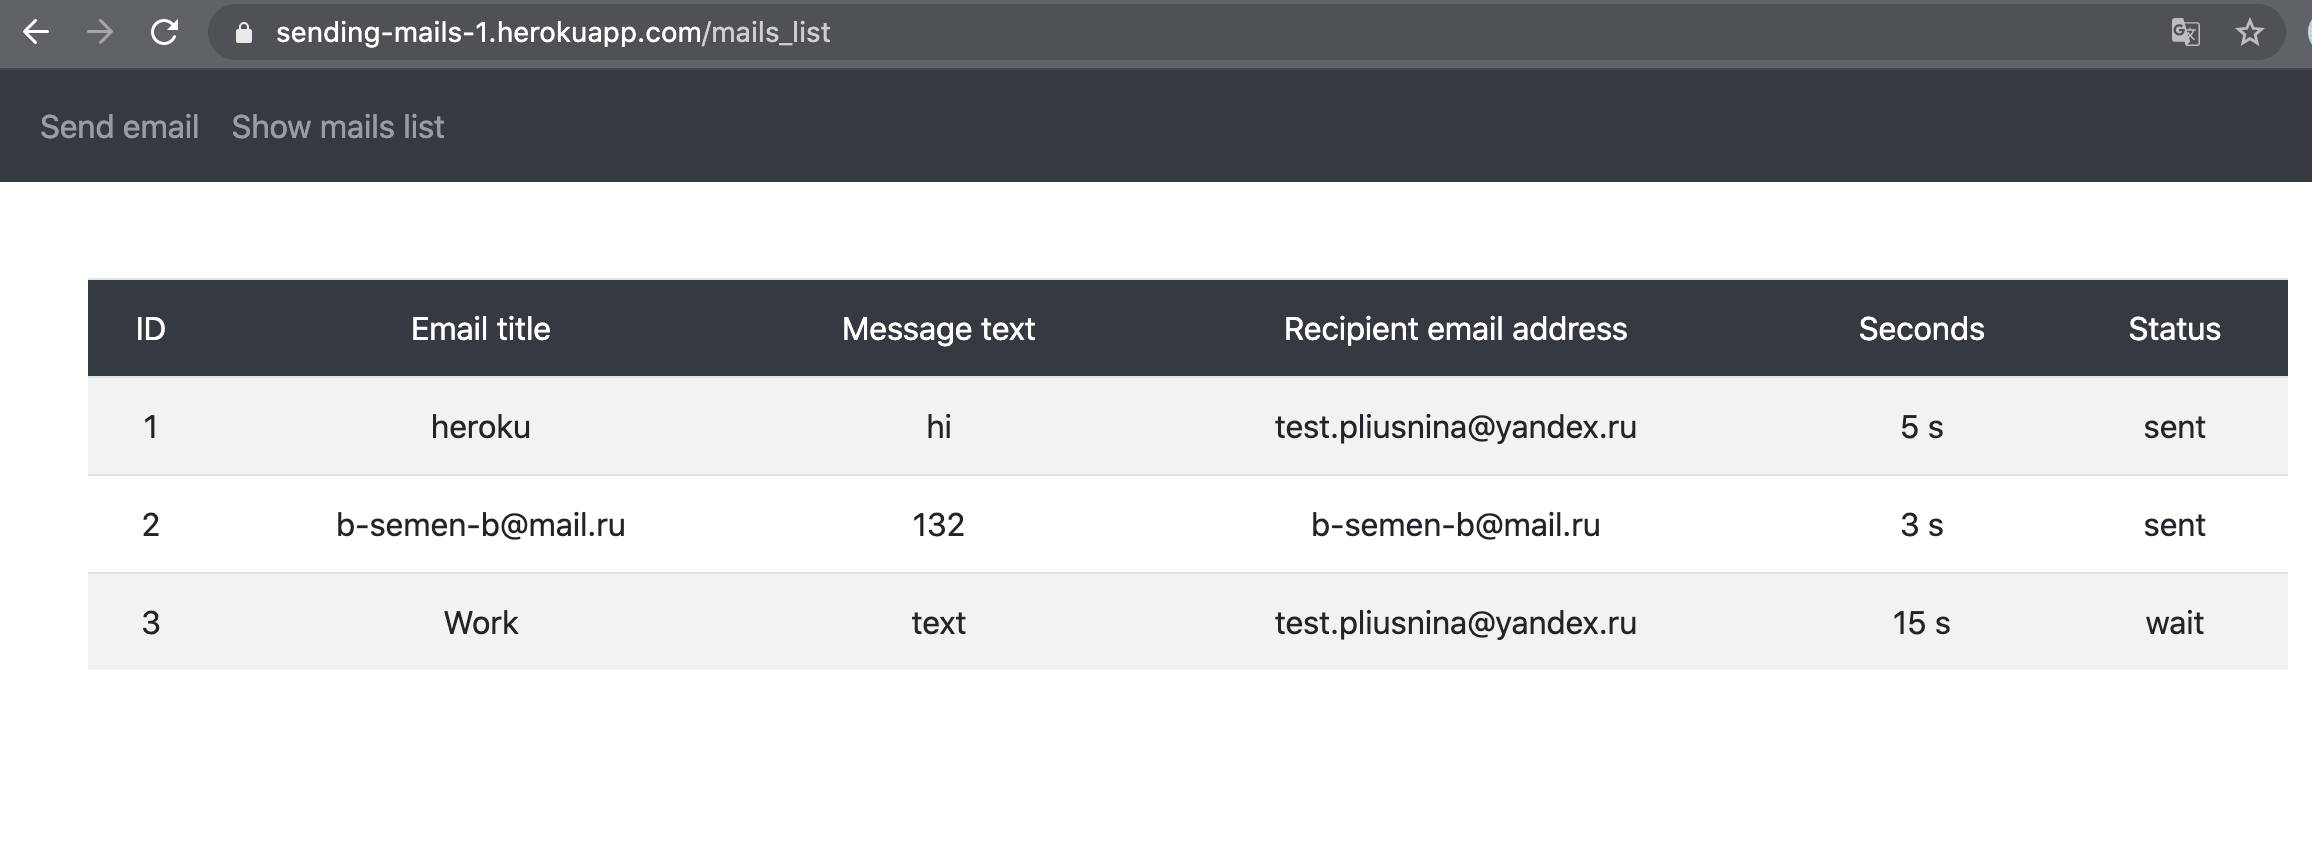 sending-mails-1.herokuapp.com/mails_list
Send email Show mails list
ID Email title Message text Recipient email address Seconds Status
1 heroku hi test.pliusnina@yandex.ru 5 s sent
2 b-semen-b@mail.ru 132 b-semen-b@mail.ru 3 s sent
3 Work text test.pliusnina@yandex.ru 15 s wait